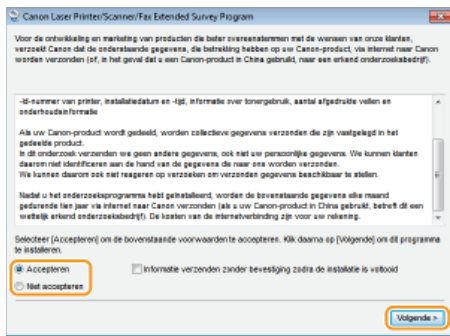 Canon Laser Printer/Scanner/Fax Extended Survey Program
Voor de ontwikkeling en marketing van producten die beter overeenstemmen met de wensen van onze klanten,
verzoekt Canon dat de onderstaande gegevens, die betrekking hebben op uw Canon-product, via internet naar Canon
worden verzonden (of, in het geval dat u een Canon-product in China gebruikt, naar een erkend onderzoeksbedrijf).
-Id-nummer van printer, installatiedatum en -tijd, informatie over tonergebruik, aantal afgedrukte vellen en
onderhoudsinformatie
Als uw Canon-product wordt gedeeld, worden collectieve gegevens verzonden die zijn vastgelegd in het
gedeelde product.
In dit onderzoek verzenden we geen andere gegevens, ook niet uw persoonlijke gegevens. We kunnen klanten
daarom niet identificeren aan de hand van de gegevens die naar ons worden verzonden.
We kunnen daarom ook niet reageren op verzoeken om verzonden gegevens beschikbaar te stellen.
Nadat u het onderzoeksprogramma hebt geïnstalleerd, worden de bovenstaande gegevens elke maand
gedurende tien jaar via internet naar Canon verzonden (als u uw Canon-product in China gebruikt, betreft dit een
wettelijk erkend onderzoeksbedrijf). De kosten van de internetverbinding zijn voor uw rekening.
Selecteer [Accepteren] om de bovenstaande voorwaarden te accepteren. Klik daarna op [Volgende] om dit programma
te installeren.
Accepteren
Informatie verzenden zonder bevestiging zodra de installatie is voltooid
Niet accepteren
Volgende >